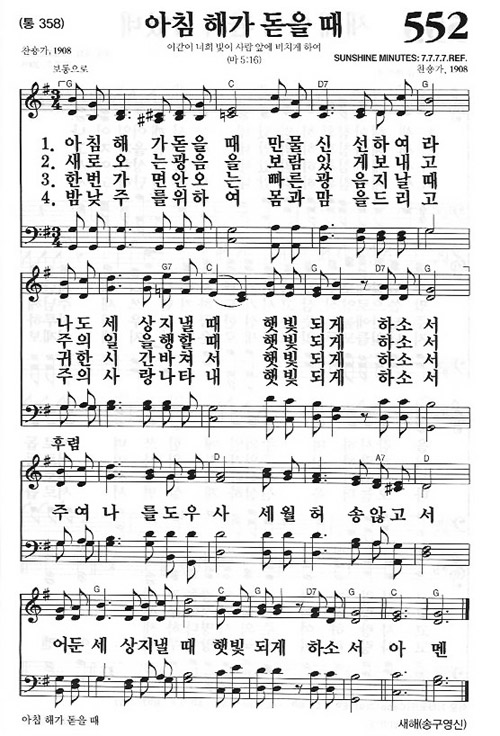 (통 358)
아침 해가 돋을 때
552
찬송가, 1908
이같이 너희 빛이 사람 앞에 비치게 하여
(마 5:16)
SUNSHINE MINUTES: 7.7.7.7.REF.
찬송가, 1908
보통으로
G C G D7
1. 아침 해 가돋을 때 만물 신 선하여라
2. 새로 오 는광음 을 보람 있 게보내고
3. 한번 가 면안오 는 빠른 광 음보지날 때
4. 밤낮 주 를위하 여 몸과 맘 을드리고
G G7 C G D7 G
나도 세 상지낼 때 햇빛 되게 하소서
주의 일 을행할 때 햇빛 되게 하소서
귀한 시 간바쳐 서 햇빛 되게 하소서
주의 사 랑나타 내 햇빛 되게 하소서
후렴
G D G A7 D
주여 나 를도우 사 세월 허 송않고서
G C G D7 G C G
어둔 세 상지낼 때 햇빛 되게 하소서 아멘
아침 해가 돋을 때
새해(송구영신)